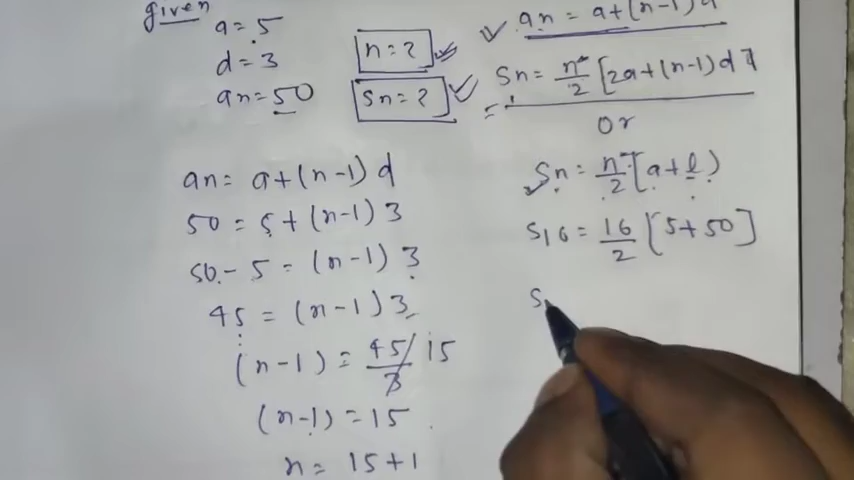 given
a = 5
d = 3
an = 50
n = ?
Sn = ?
an = a+(n-1)d
Sn = n/2 [2a+(n-1)d]
or
Sn = n/2 [a+l)
S16 = 16/2 [5+50]
S
an = a+(n-1) d
50 = 5+(n-1) 3
50 - 5 = (n-1) 3
45 = (n-1) 3
(n-1) = 45/3 15
(n-1) = 15
n = 15+1